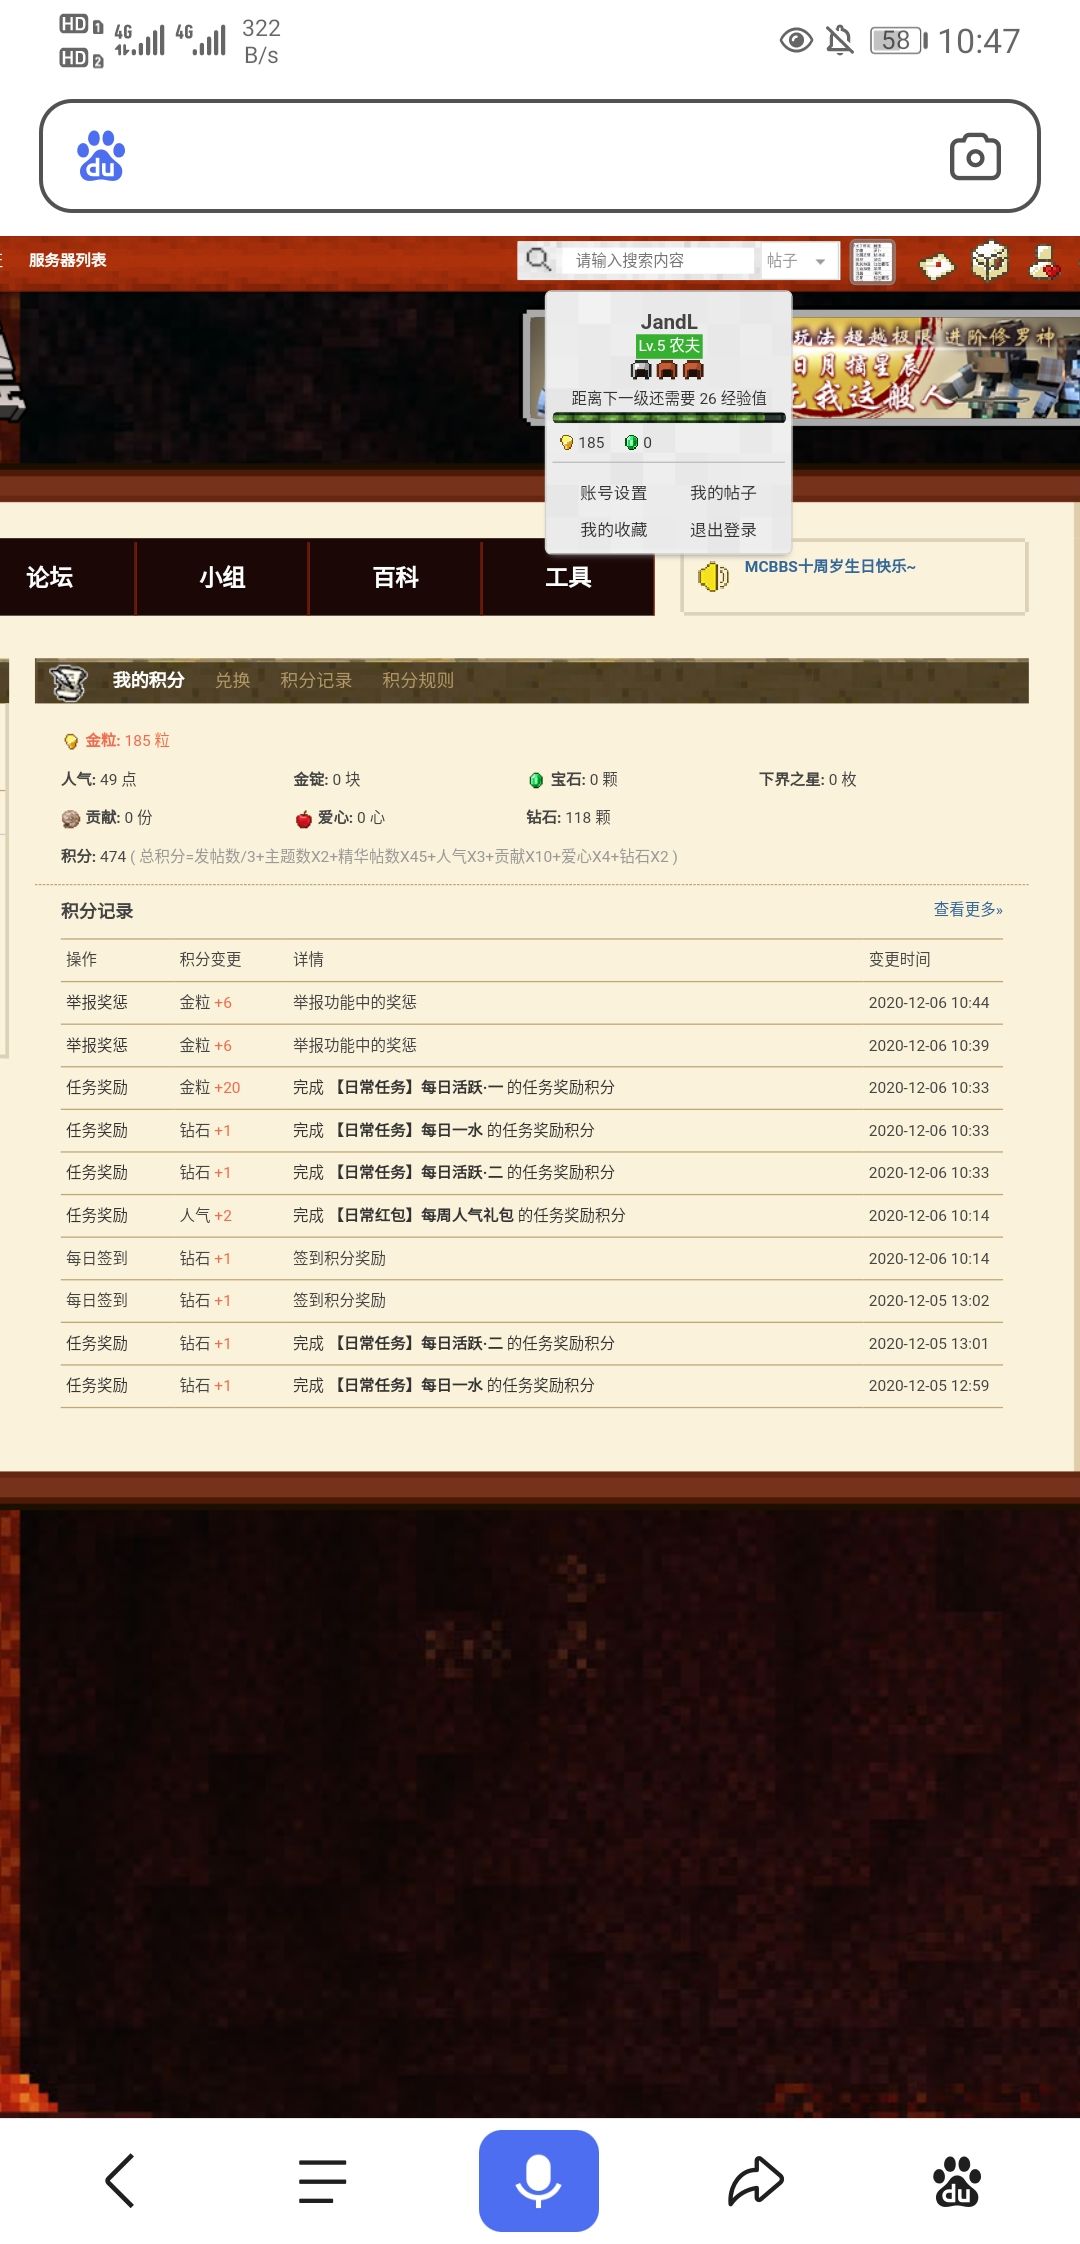 HD 1 4G 4G 322 58 10:47
HD 2 B/s
du
服务器列表 请输入搜索内容 帖子
JandL
Lv.5 农夫
距离下一级还需要 26 经验值
185 0
账号设置 我的帖子
我的收藏 退出登录
玩法 超越极限 进阶修罗神
日月摘星辰
无我这般人
论坛 小组 百科 工具
MCBBS十周岁生日快乐~
我的积分 兑换 积分记录 积分规则
金粒: 185 粒
人气: 49 点 金锭: 0 块 宝石: 0 颗 下界之星: 0 枚
贡献: 0 份 爱心: 0 心 钻石: 118 颗
积分: 474 ( 总积分=发帖数/3+主题数X2+精华帖数X45+人气X3+贡献X10+爱心X4+钻石X2 )
积分记录 查看更多»
操作 积分变更 详情 变更时间
举报奖惩 金粒 +6 举报功能中的奖惩 2020-12-06 10:44
举报奖惩 金粒 +6 举报功能中的奖惩 2020-12-06 10:39
任务奖励 金粒 +20 完成 【日常任务】每日活跃·一 的任务奖励积分 2020-12-06 10:33
任务奖励 钻石 +1 完成 【日常任务】每日一水 的任务奖励积分 2020-12-06 10:33
任务奖励 钻石 +1 完成 【日常任务】每日活跃·二 的任务奖励积分 2020-12-06 10:33
任务奖励 人气 +2 完成 【日常红包】每周人气礼包 的任务奖励积分 2020-12-06 10:14
每日签到 钻石 +1 签到积分奖励 2020-12-06 10:14
每日签到 钻石 +1 签到积分奖励 2020-12-05 13:02
任务奖励 钻石 +1 完成 【日常任务】每日活跃·二 的任务奖励积分 2020-12-05 13:01
任务奖励 钻石 +1 完成 【日常任务】每日一水 的任务奖励积分 2020-12-05 12:59
du